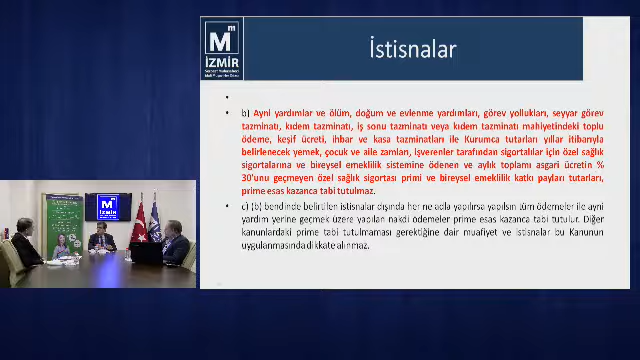 M m
İZMİR
İstisnalar
b) Ayni yardımlar ve ölüm, doğum ve evlenme yardımları, görev yollukları, seyyar görev
tazminatı, kıdem tazminatı, iş sonu tazminatı veya kıdem tazminatı mahiyetindeki toplu
ödeme, keşif ücreti, ihbar ve kasa tazminatları ile Kurumca tutarları yıllar itibarıyla
belirlenecek yemek, çocuk ve aile zamları, işverenler tarafından sigortalılar için özel sağlık
sigortalarına ve bireysel emeklilik sistemine ödenen ve aylık toplamı asgari ücretin %
30'unu geçmeyen özel sağlık sigortası primi ve bireysel emeklilik katkı payları tutarları,
prime esas kazanca tabi tutulmaz.
c) (b) bendinde belirtilen istisnalar dışında her ne adla yapılırsa yapılsın tüm ödemeler ile ayni
yardım yerine geçmek üzere yapılan nakdi ödemeler prime esas kazanca tabi tutulur. Diğer
kanunlardaki prime tabi tutulmaması gerektiğine dair muafiyet ve istisnalar bu Kanunun
uygulanmasında dikkate alınmaz.
M
İZMİR